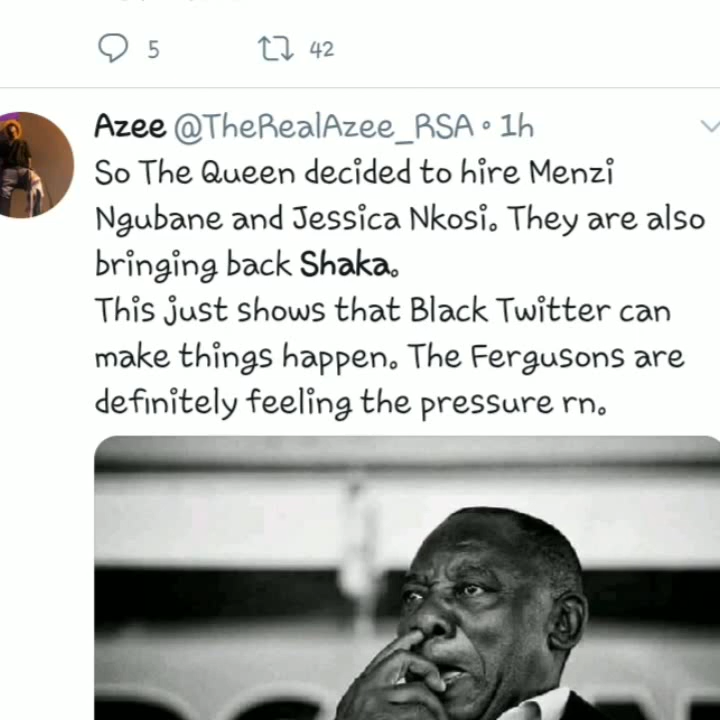 5 42
Azee @TheRealAzee_RSA • 1h
So The Queen decided to hire Menzi
Ngubane and Jessica Nkosi. They are also
bringing back Shaka.
This just shows that Black Twitter can
make things happen. The Fergusons are
definitely feeling the pressure rn.